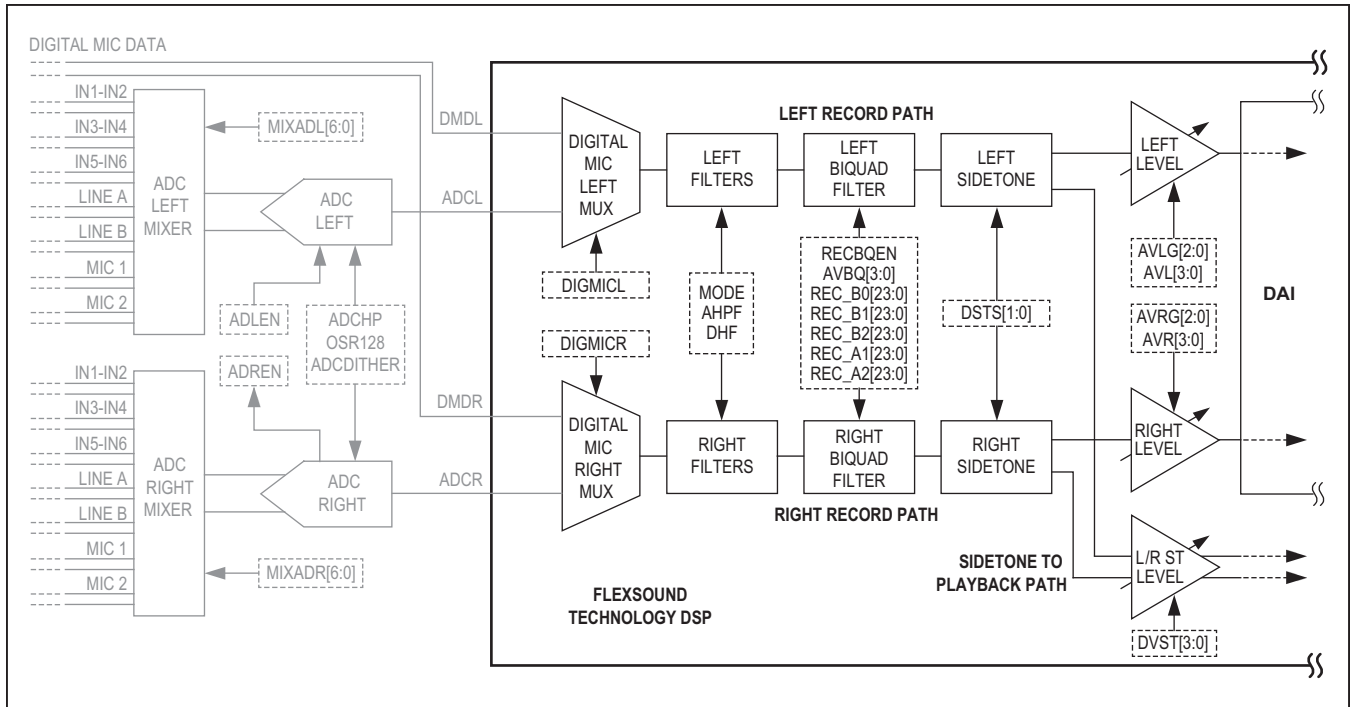 DIGITAL MIC DATA
IN1-IN2
IN3-IN4
IN5-IN6
LINE A
LINE B
MIC 1
MIC 2
ADC
LEFT
MIXER
MIXADL[6:0]
ADC
LEFT
ADLEN
ADCHP
OSR128
ADCDITHER
ADREN
IN1-IN2
IN3-IN4
IN5-IN6
LINE A
LINE B
MIC 1
MIC 2
ADC
RIGHT
MIXER
ADC
RIGHT
MIXADR[6:0]
DMDL
ADCL
DMDR
ADCR
DIGITAL
MIC
LEFT
MUX
DIGMICL
DIGMICR
DIGITAL
MIC
RIGHT
MUX
LEFT RECORD PATH
LEFT
FILTERS
LEFT
BIQUAD
FILTER
LEFT
SIDETONE
LEFT
LEVEL
MODE
AHPF
DHF
RECBQEN
AVBQ[3:0]
REC_B0[23:0]
REC_B1[23:0]
REC_B2[23:0]
REC_A1[23:0]
REC_A2[23:0]
DSTS[1:0]
AVLG[2:0]
AVL[3:0]
AVRG[2:0]
AVR[3:0]
DAI
RIGHT
FILTERS
RIGHT
BIQUAD
FILTER
RIGHT
SIDETONE
RIGHT
LEVEL
RIGHT RECORD PATH
SIDETONE TO
PLAYBACK PATH
L/R ST
LEVEL
DVST[3:0]
FLEXSOUND
TECHNOLOGY DSP